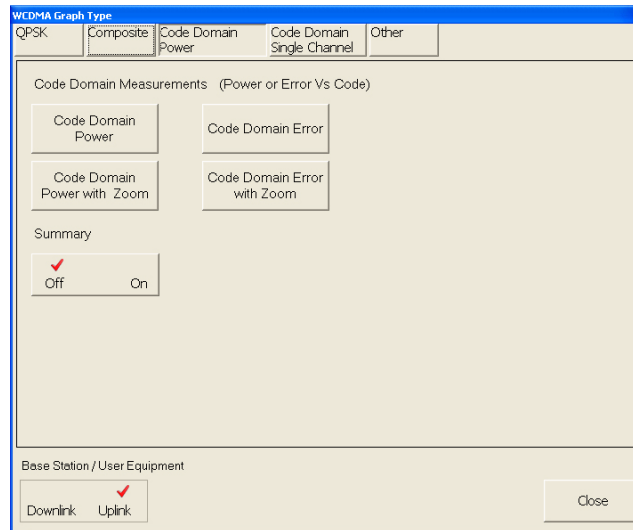 WCDMA Graph Type
QPSK Composite Code Domain Power Code Domain Single Channel Other
Code Domain Measurements (Power or Error Vs Code)
Code Domain Power Code Domain Error
Code Domain Power with Zoom Code Domain Error with Zoom
Summary
Off On
Base Station / User Equipment
Downlink Uplink
Close